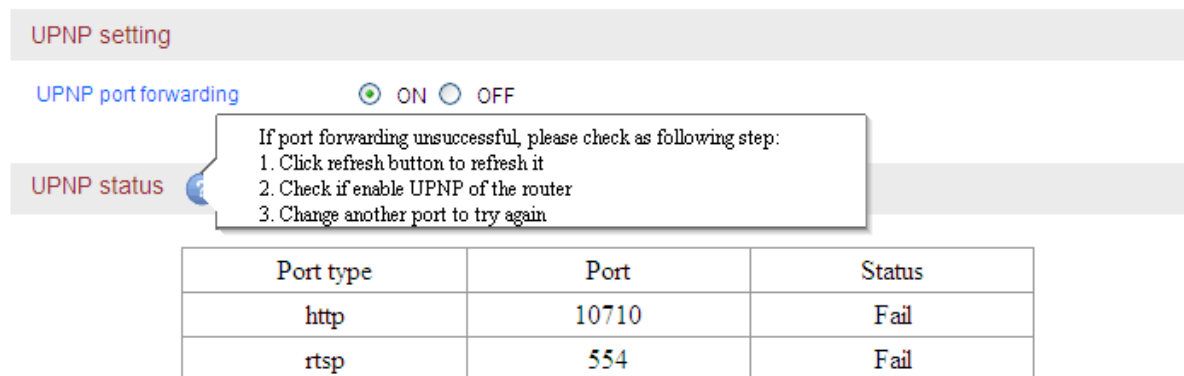 UPNP setting
UPNP port forwarding ON OFF
If port forwarding unsuccessful, please check as following step:
1. Click refresh button to refresh it
2. Check if enable UPNP of the router
3. Change another port to try again
UPNP status ?
Port type Port Status
http 10710 Fail
rtsp 554 Fail